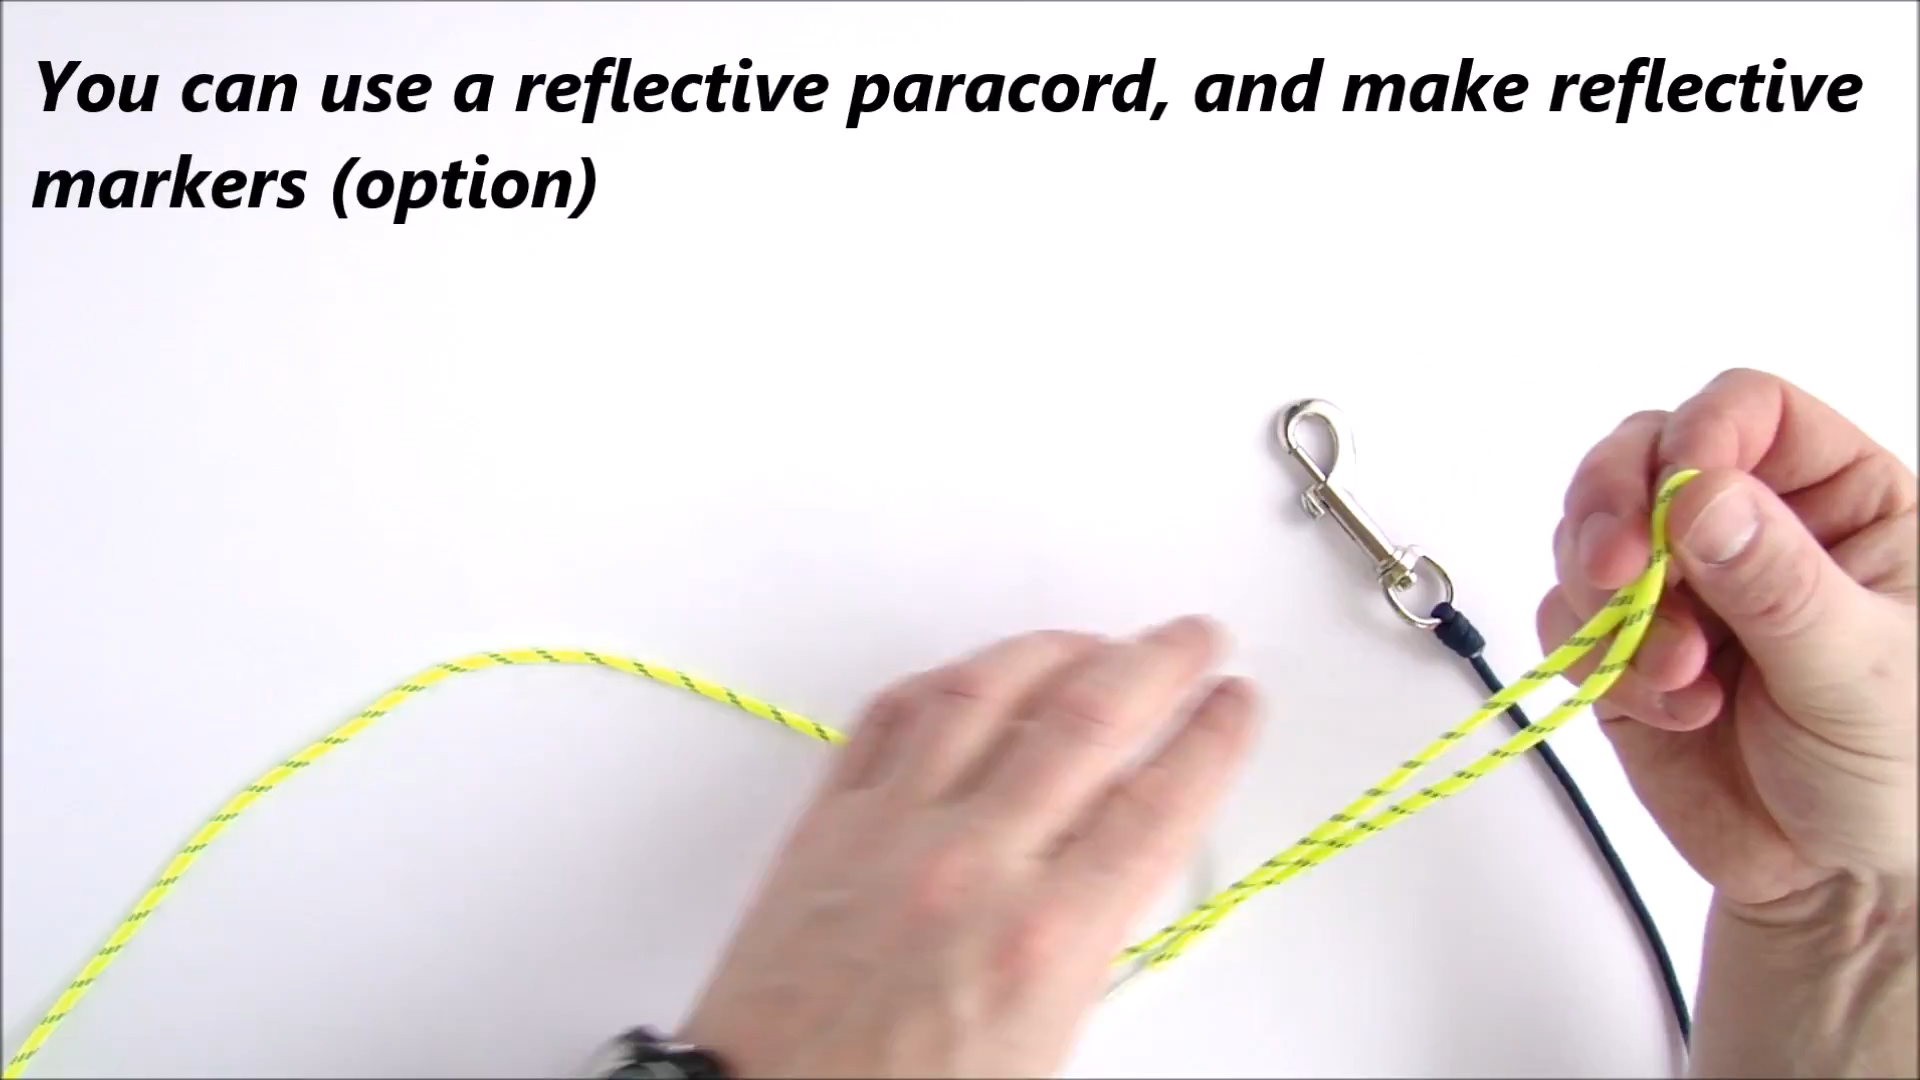 You can use a reflective paracord, and make reflective
markers (option)